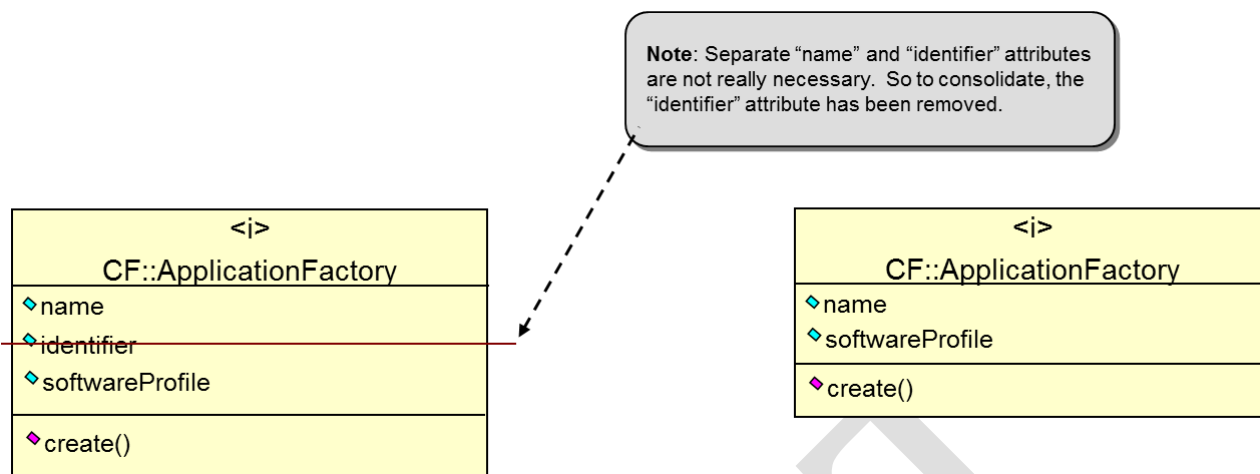 Note: Separate “name” and “identifier” attributes
are not really necessary.  So to consolidate, the
“identifier” attribute has been removed.
<i>
CF::ApplicationFactory
name
identifier
softwareProfile
create()
<i>
CF::ApplicationFactory
name
softwareProfile
create()